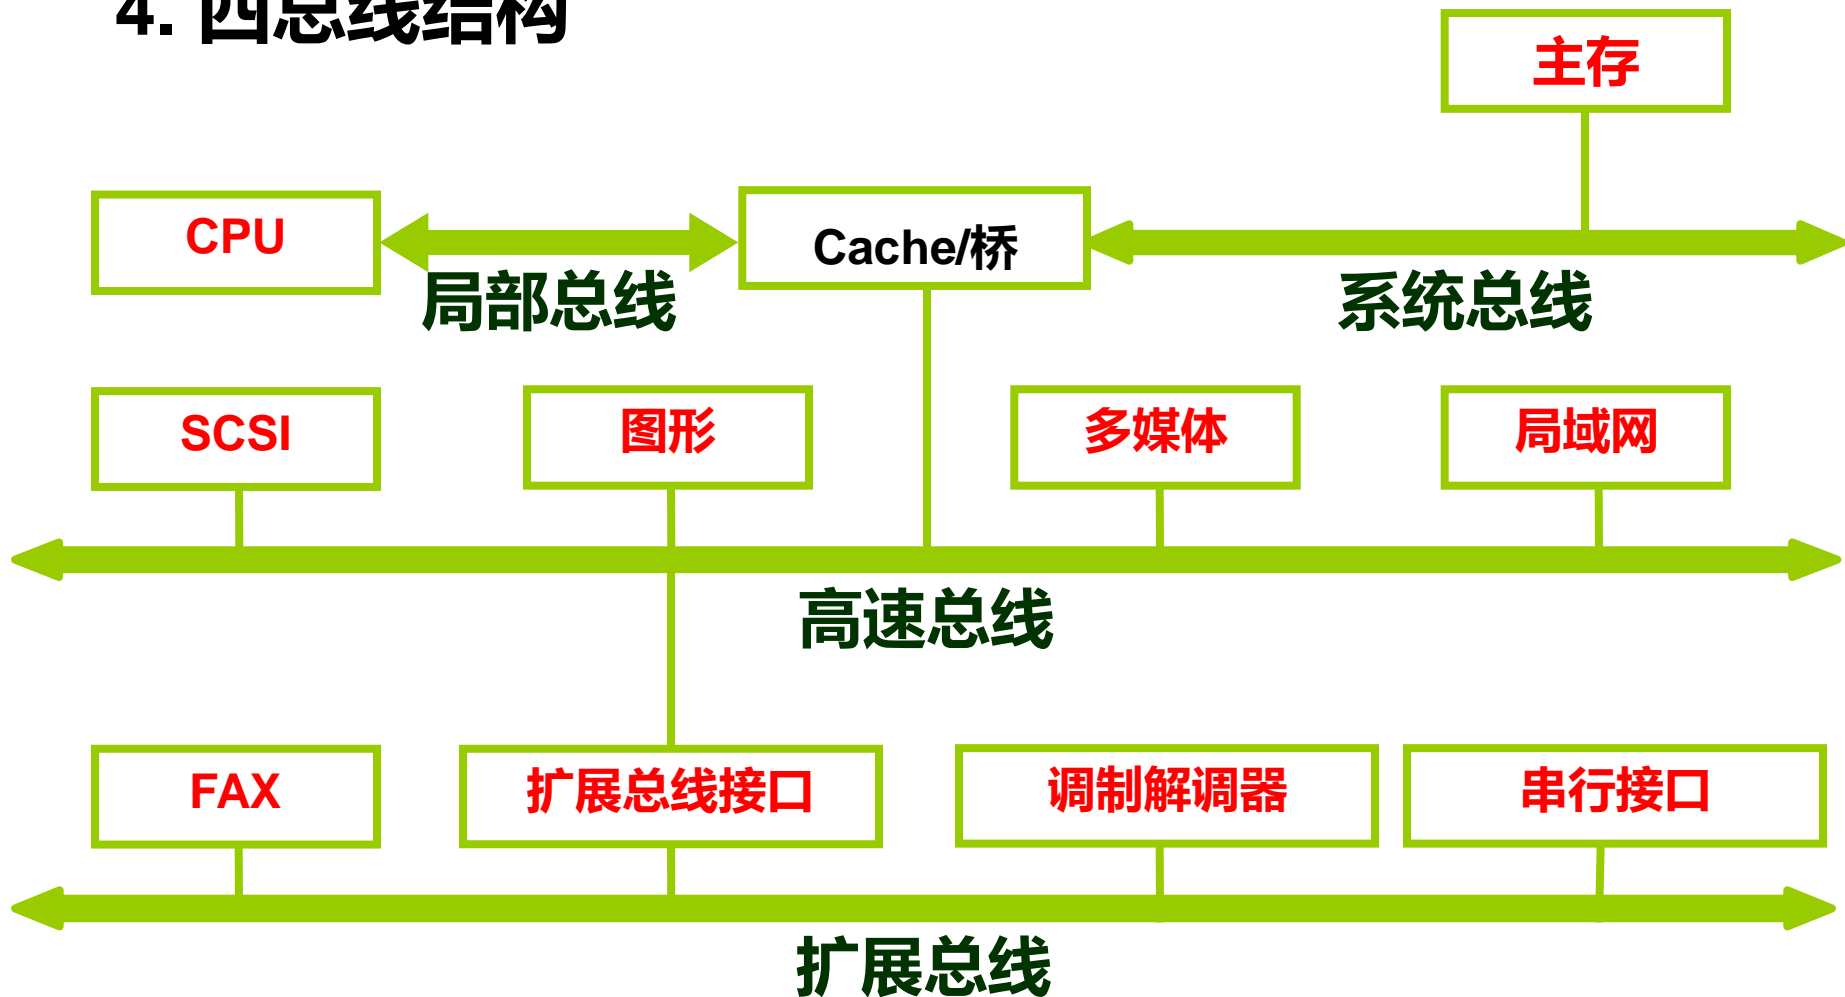 4. 四总线结构
主存
CPU
Cache/桥
局部总线
系统总线
SCSI
图形
多媒体
局域网
高速总线
FAX
扩展总线接口
调制解调器
串行接口
扩展总线